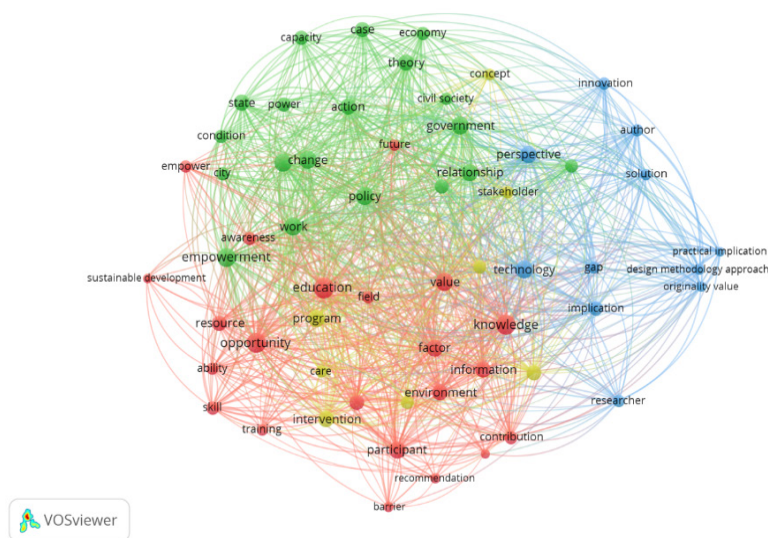 case
economy
capacity
theory
concept
innovation
state
power
action
civil society
government
author
condition
future
perspective
empower
city
change
relationship
solution
stakeholder
policy
work
awareness
empowerment
practical implication
technology
gap
design methodology approach
sustainable development
education
value
originality value
field
resource
program
knowledge
implication
opportunity
factor
ability
care
information
environment
researcher
skill
intervention
training
contribution
participant
recommendation
barrier
VOSviewer